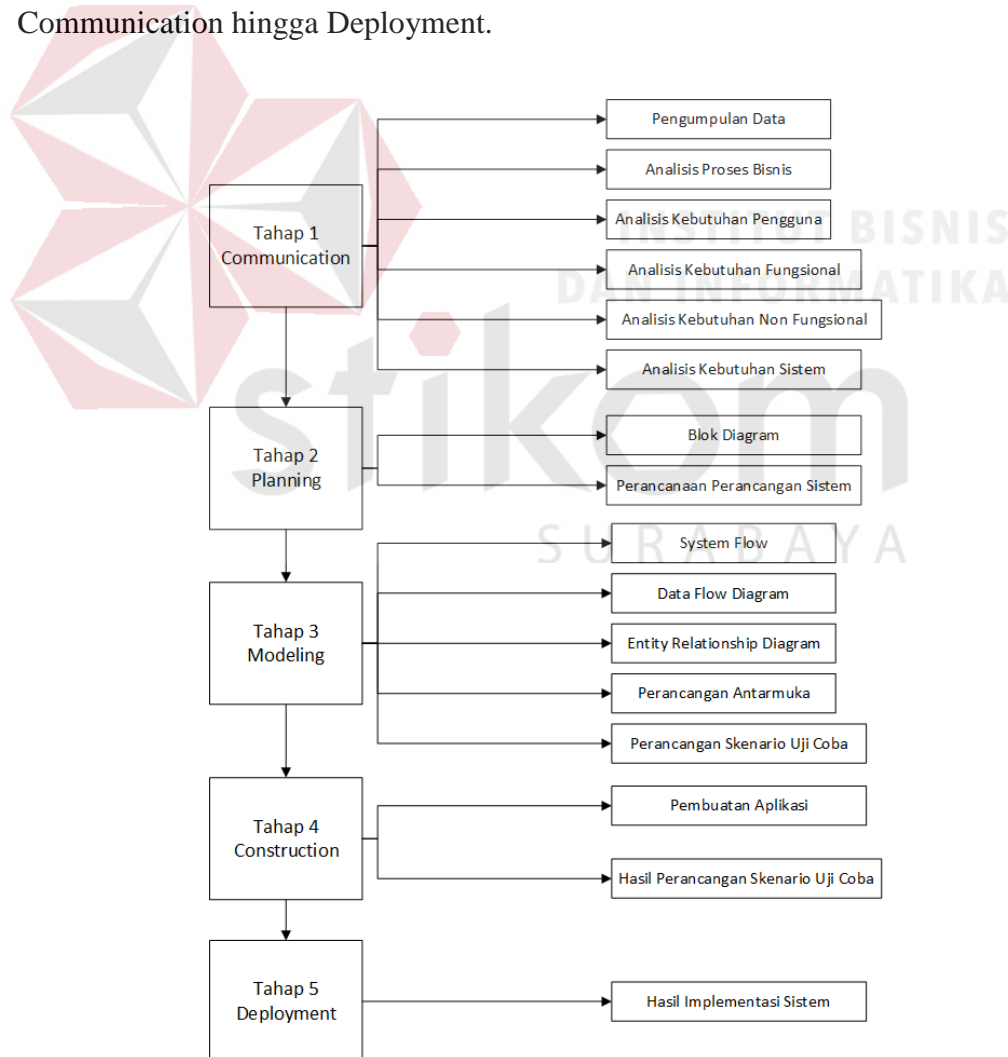 Communication hingga Deployment.
Tahap 1
Communication
Pengumpulan Data
Analisis Proses Bisnis
Analisis Kebutuhan Pengguna
Analisis Kebutuhan Fungsional
Analisis Kebutuhan Non Fungsional
Analisis Kebutuhan Sistem
Tahap 2
Planning
Blok Diagram
Perancanaan Perancangan Sistem
Tahap 3
Modeling
System Flow
Data Flow Diagram
Entity Relationship Diagram
Perancangan Antarmuka
Perancangan Skenario Uji Coba
Tahap 4
Construction
Pembuatan Aplikasi
Hasil Perancangan Skenario Uji Coba
Tahap 5
Deployment
Hasil Implementasi Sistem
INSTITUT BISNIS
DAN INFORMATIKA
stikom
SURABAYA